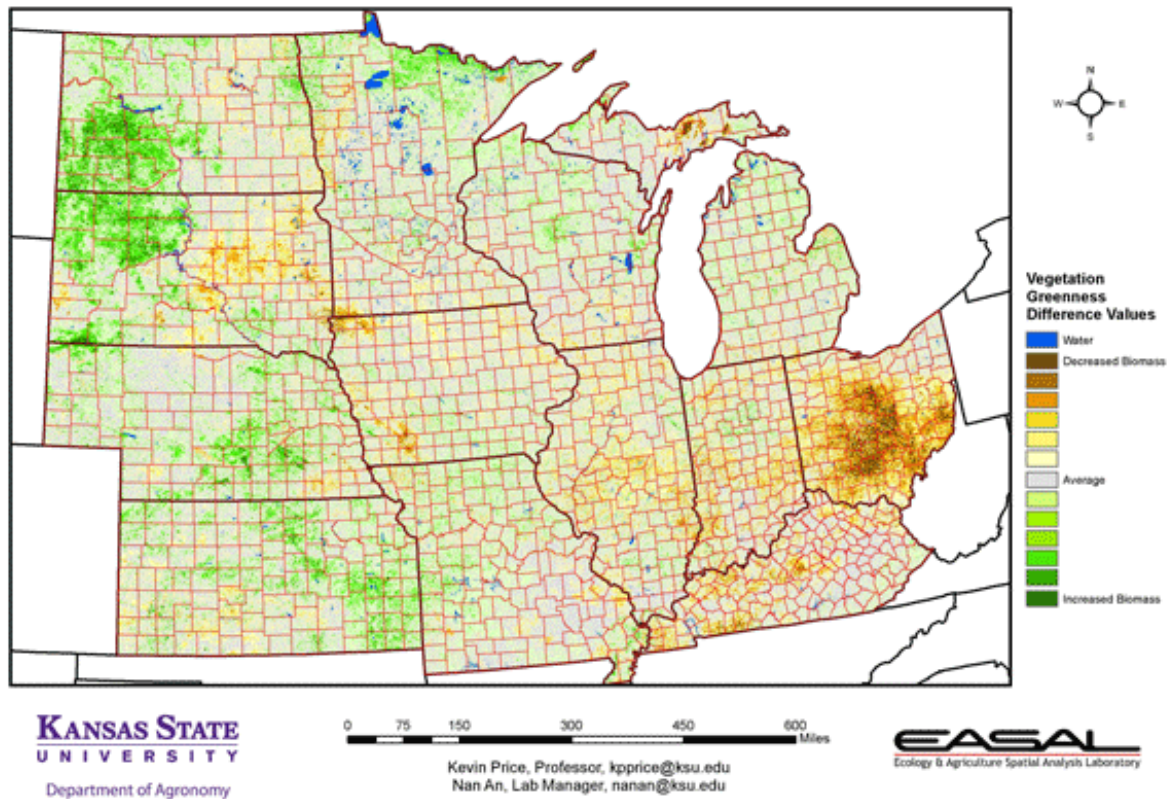 N
W
E
S
Vegetation
Greenness
Difference Values
Water
Decreased Biomass
Average
Increased Biomass
KANSAS STATE
UNIVERSITY
Department of Agronomy
0 75 150 300 450 600
Miles
Kevin Price, Professor, kpprice@ksu.edu
Nan An, Lab Manager, nanan@ksu.edu
EASAL
Ecology & Agriculture Spatial Analysis Laboratory